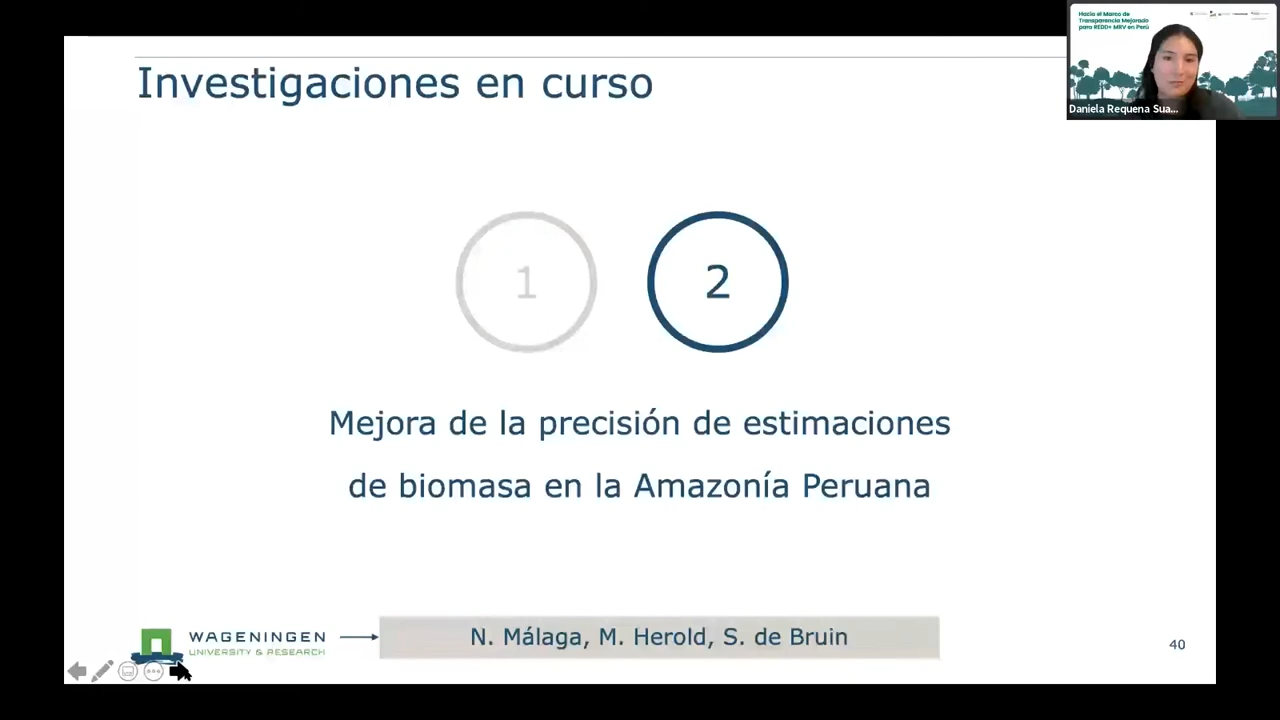 Hacia el Marco de
Transparencia Mejorado
para REDD+ MRV en Perú
Daniela Requena Sua...
Investigaciones en curso
1
2
Mejora de la precisión de estimaciones
de biomasa en la Amazonía Peruana
WAGENINGEN
UNIVERSITY & RESEARCH
N. Málaga, M. Herold, S. de Bruin
40